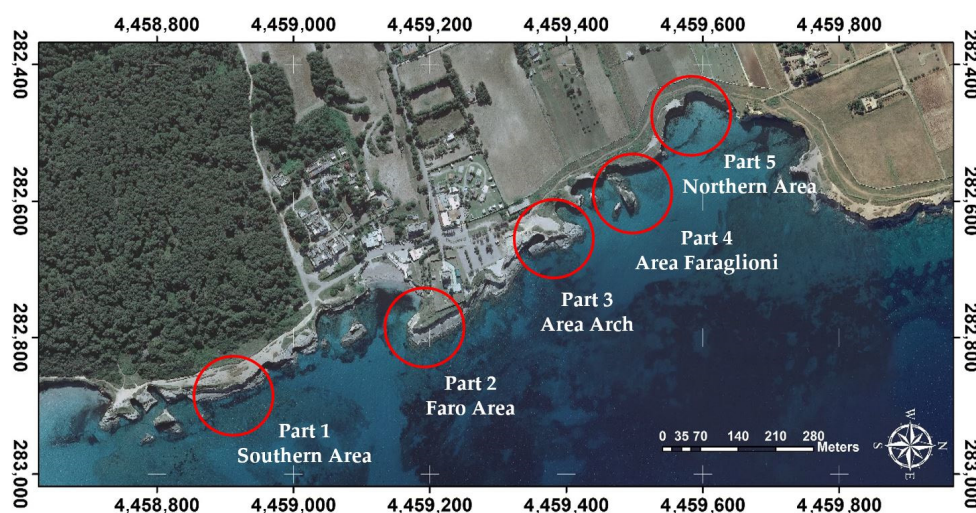 4,458,800 4,459,000 4,459,200 4,459,400 4,459,600 4,459,800
282,400 282,400
282,600 282,600
282,800 282,800
283,000 283,000
Part 5
Northern Area
Part 4
Area Faraglioni
Part 3
Area Arch
Part 2
Faro Area
Part 1
Southern Area
0 35 70 140 210 280
Meters
W
S N
E
4,458,800 4,459,000 4,459,200 4,459,400 4,459,600 4,459,800